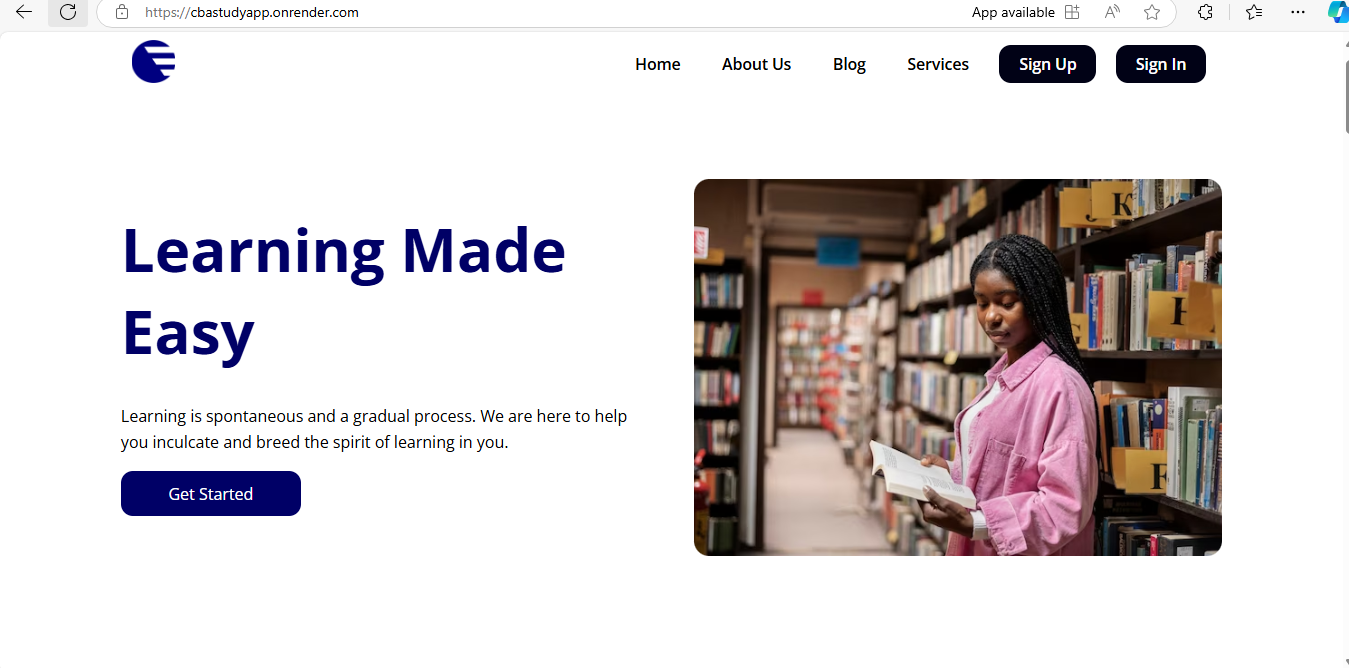 https://cbastudyapp.onrender.com
App available
Home
About Us
Blog
Services
Sign Up
Sign In
Learning Made
Easy
Learning is spontaneous and a gradual process. We are here to help
you inculcate and breed the spirit of learning in you.
Get Started
K